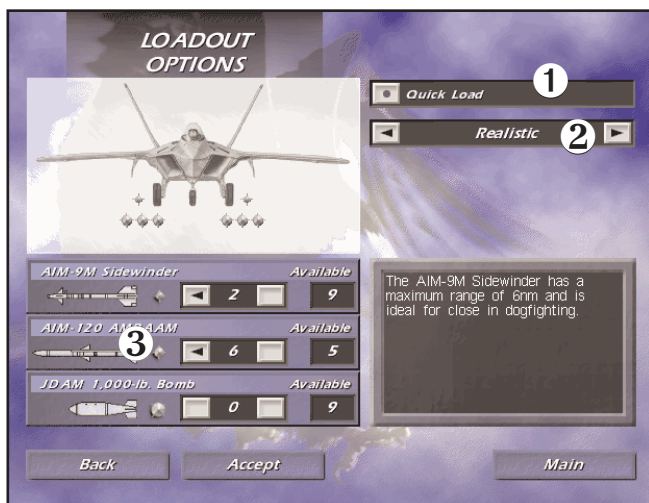 LOADOUT
OPTIONS
1
Quick Load
2
Realistic
AIM-9M Sidewinder
Available
2
9
AIM-120 AMRAAM
Available
3
6
5
JDAM 1,000-lb. Bomb
Available
0
9
The AIM-9M Sidewinder has a
maximum range of 6nm and is
ideal for close in dogfighting.
Back
Accept
Main